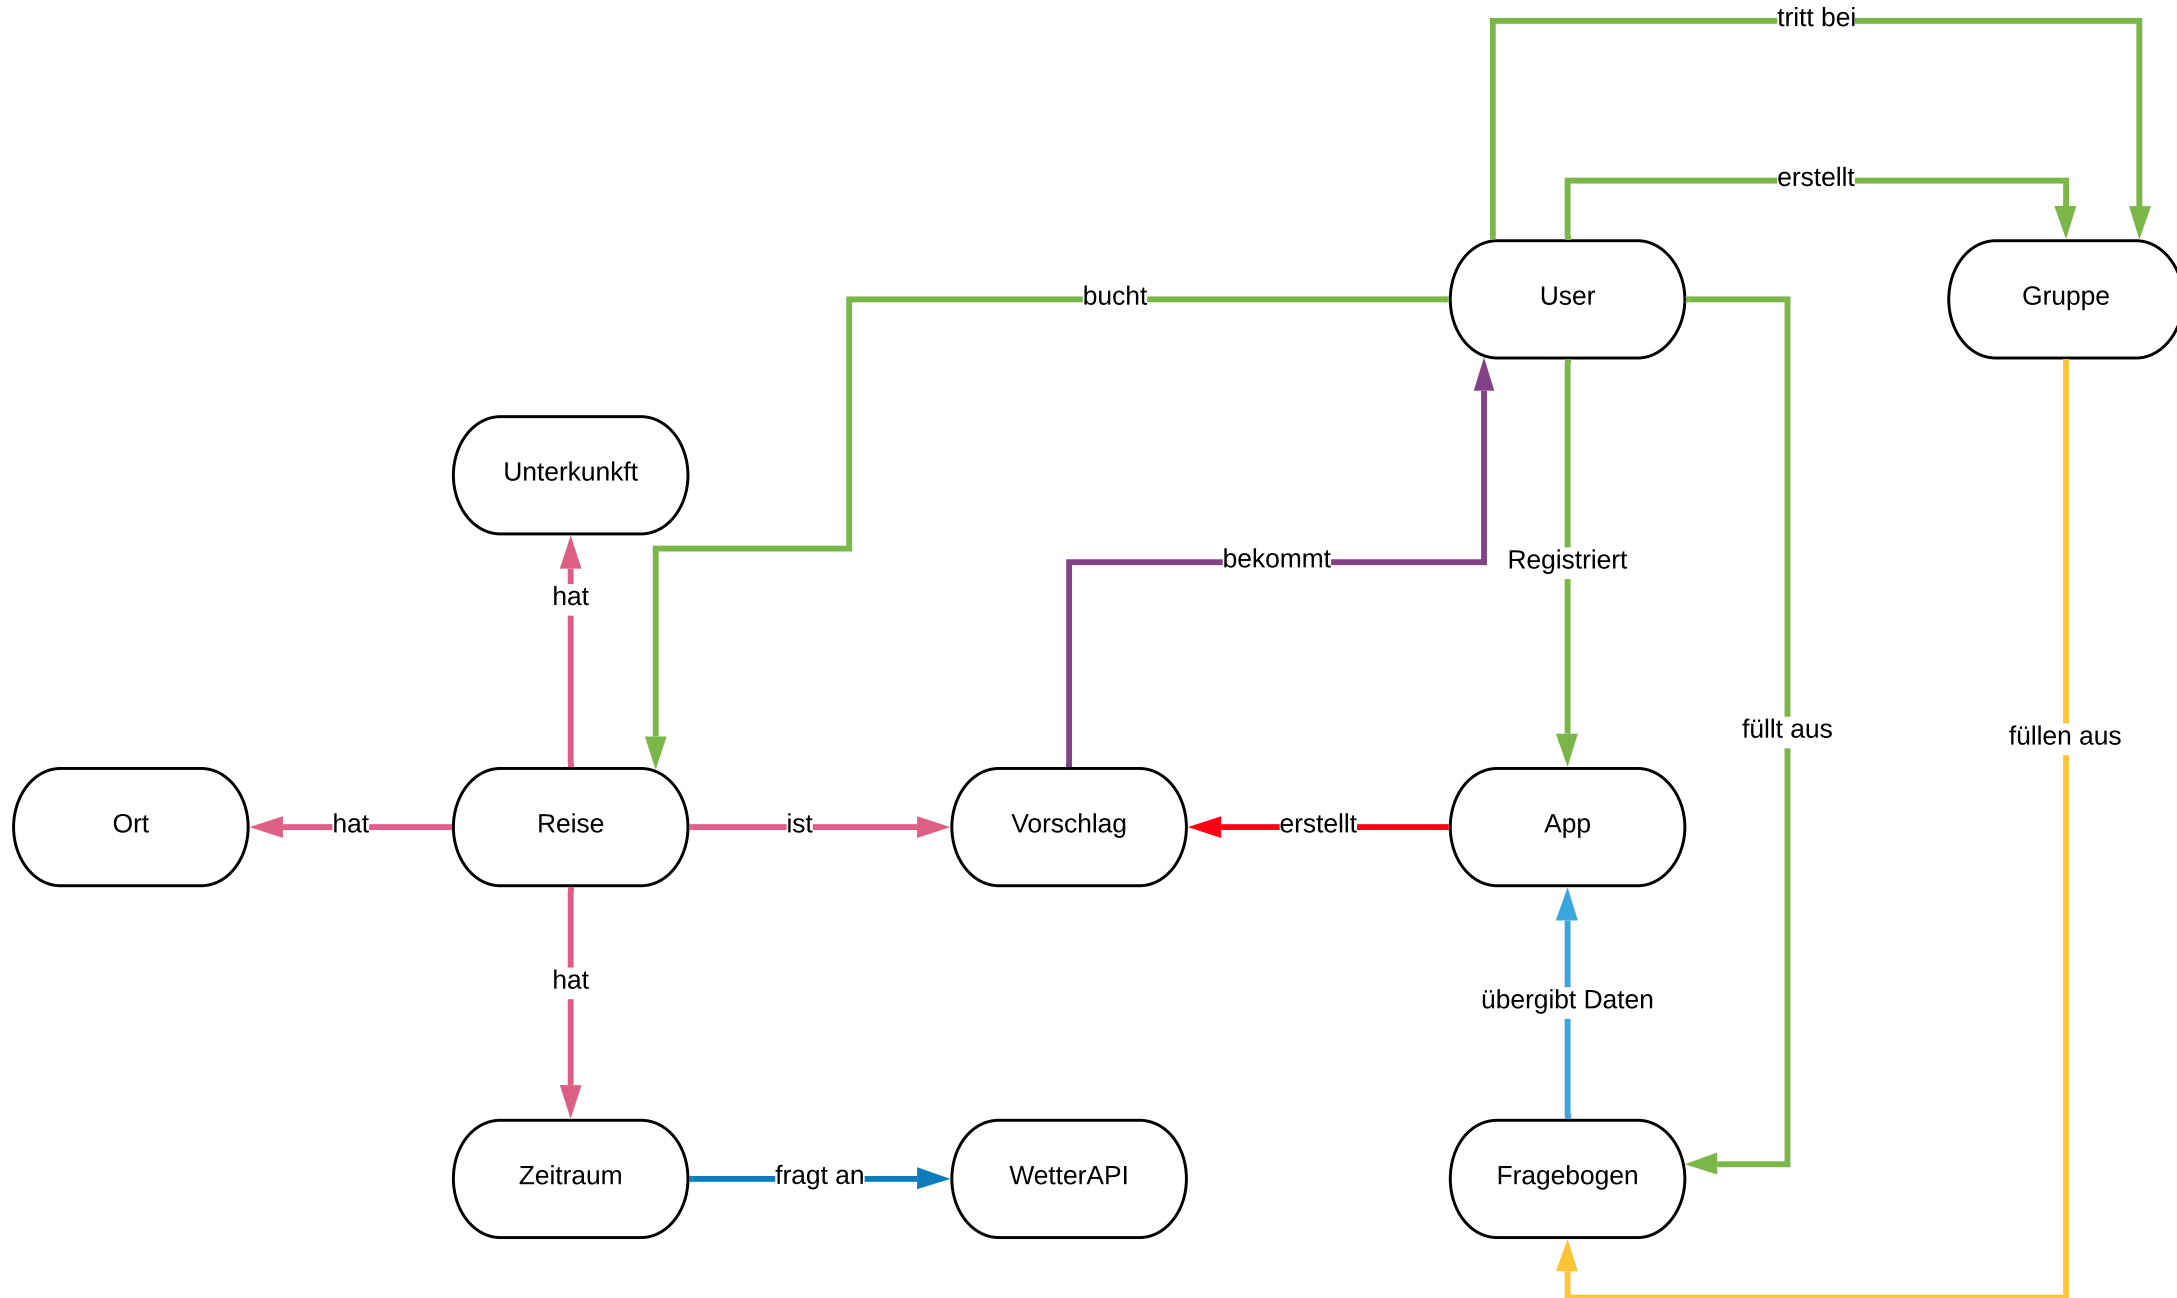 tritt bei
erstellt
User
Gruppe
bucht
Unterkunkft
bekommt
Registriert
hat
füllt aus
füllen aus
Ort
hat
Reise
ist
Vorschlag
erstellt
App
hat
übergibt Daten
Zeitraum
fragt an
WetterAPI
Fragebogen